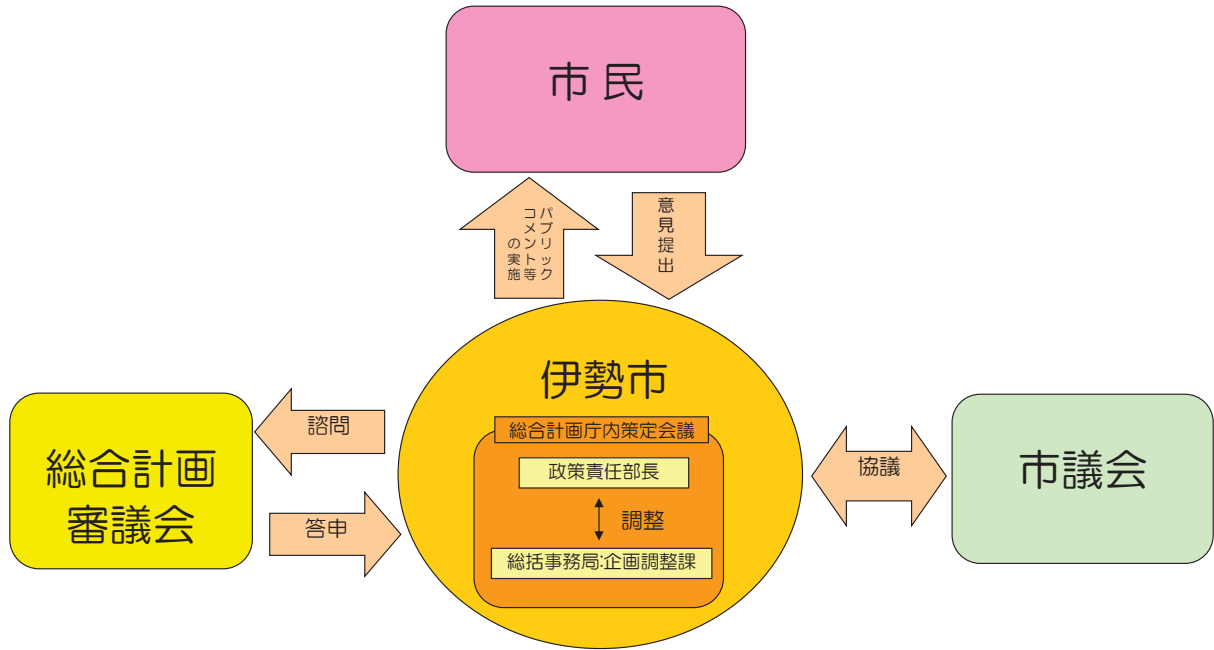 市民
パブリック
コメント等
の実施
意見提出
伊勢市
総合計画庁内策定会議
政策責任部長
調整
総括事務局:企画調整課
諮問
答申
総合計画
審議会
協議
市議会